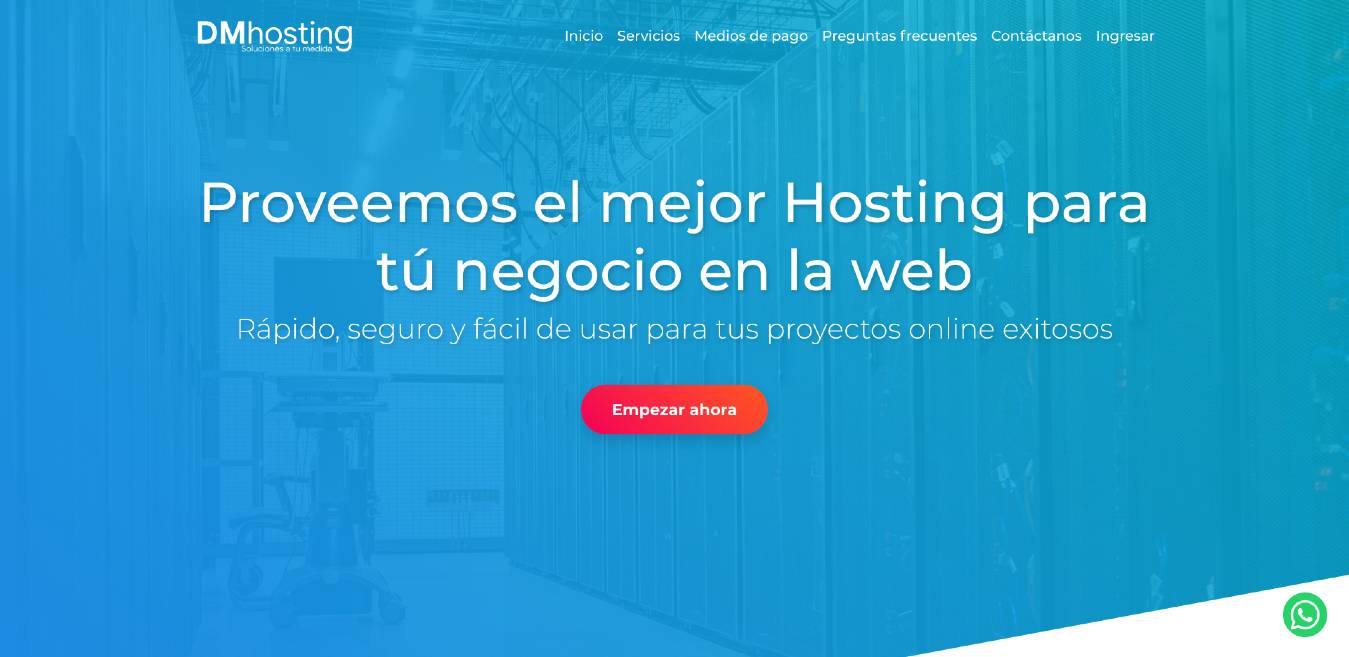 DMhosting
Soluciones a tu medida
Inicio Servicios Medios de pago Preguntas frecuentes Contáctanos Ingresar
Proveemos el mejor Hosting para
tú negocio en la web
Rápido, seguro y fácil de usar para tus proyectos online exitosos
Empezar ahora